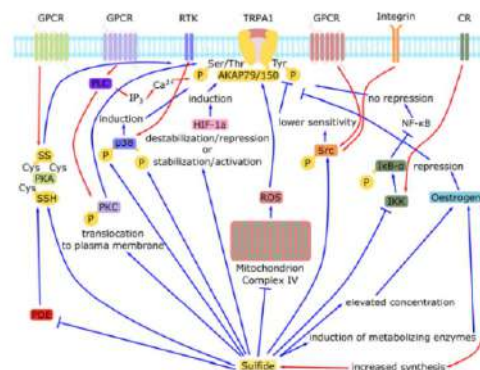 GPCR GPCR RTK TRPA1 GPCR Integrin CR
Ser/Thr Tyr
P AKAP79/150 P
PLC IP3 Ca2+
induction
no repression
HIF-1a
induction
NF-κB
destabilization/repression
or
stabilization/activation
lower sensitivity
p38
P P
Src
IκB-α
P
repression
SS
Cys Cys
PKA
Cys
SSH
PKC
P
IKK
Oestrogen
ROS
translocation
to plasma membrane
Mitochondrion
Complex IV
elevated concentration
PDE
induction of metabolizing enzymes
Sulfide
increased synthesis